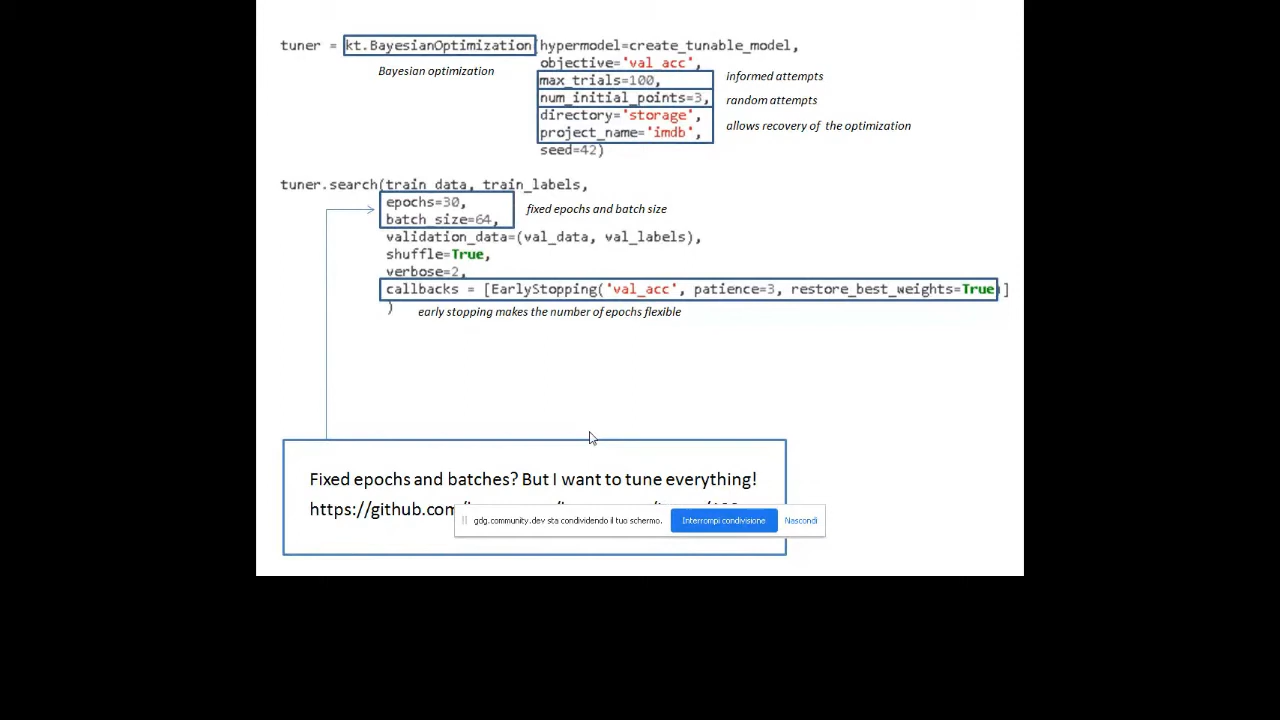 tuner = kt.BayesianOptimization(hypermodel=create_tunable_model,
Bayesian optimization
objective='val_acc',
max_trials=100,
informed attempts
num_initial_points=3,
random attempts
directory='storage',
allows recovery of the optimization
project_name='imdb',
seed=42)
tuner.search(train_data, train_labels,
epochs=30,
fixed epochs and batch size
batch_size=64,
validation_data=(val_data, val_labels),
shuffle=True,
verbose=2,
callbacks = [EarlyStopping('val_acc', patience=3, restore_best_weights=True)]
)
early stopping makes the number of epochs flexible
Fixed epochs and batches? But I want to tune everything!
https://github.com/
gdg.community.dev sta condividendo il tuo schermo.
Interrompi condivisione
Nascondi